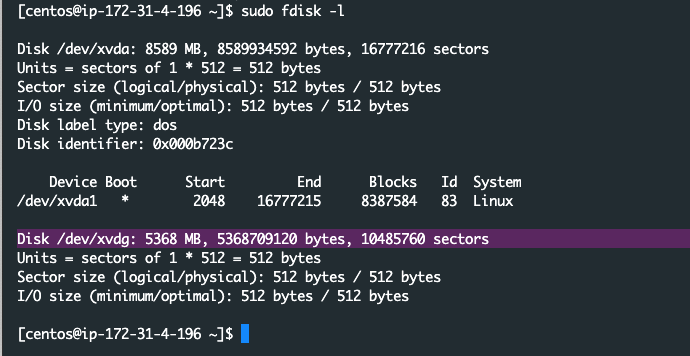 [centos@ip-172-31-4-196 ~]$ sudo fdisk -l
Disk /dev/xvda: 8589 MB, 8589934592 bytes, 16777216 sectors
Units = sectors of 1 * 512 = 512 bytes
Sector size (logical/physical): 512 bytes / 512 bytes
I/O size (minimum/optimal): 512 bytes / 512 bytes
Disk label type: dos
Disk identifier: 0x000b723c
Device Boot Start End Blocks Id System
/dev/xvda1 * 2048 16777215 8387584 83 Linux
Disk /dev/xvdg: 5368 MB, 5368709120 bytes, 10485760 sectors
Units = sectors of 1 * 512 = 512 bytes
Sector size (logical/physical): 512 bytes / 512 bytes
I/O size (minimum/optimal): 512 bytes / 512 bytes
[centos@ip-172-31-4-196 ~]$